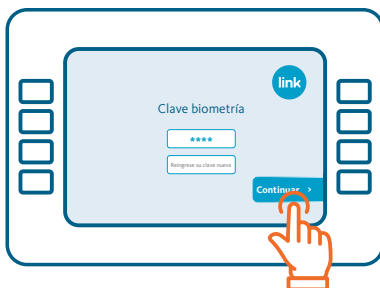 link
Clave biometría
****
Reingrese su clave nueva
Continuar >